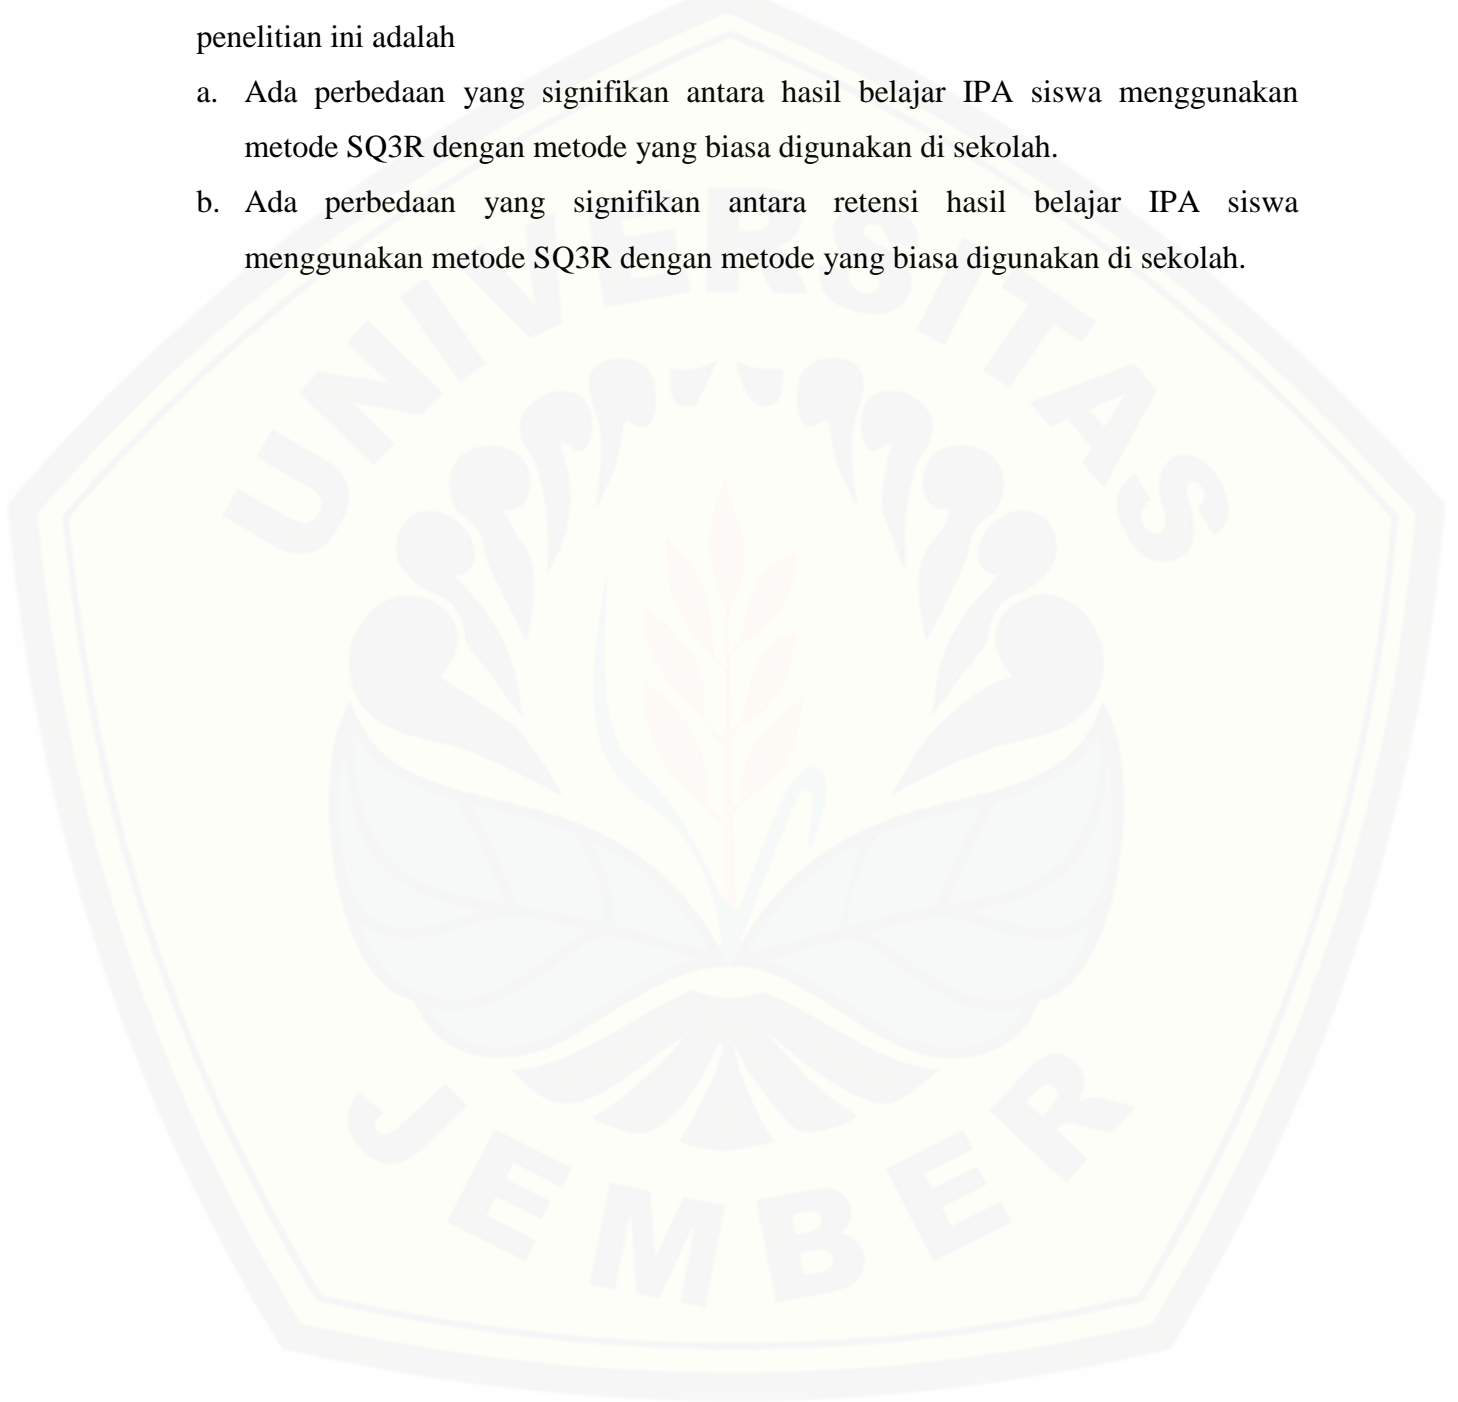 penelitian ini adalah
a. Ada perbedaan yang signifikan antara hasil belajar IPA siswa menggunakan
metode SQ3R dengan metode yang biasa digunakan di sekolah.
b. Ada perbedaan yang signifikan antara retensi hasil belajar IPA siswa
menggunakan metode SQ3R dengan metode yang biasa digunakan di sekolah.
UNIVERSITAS
JEMBER